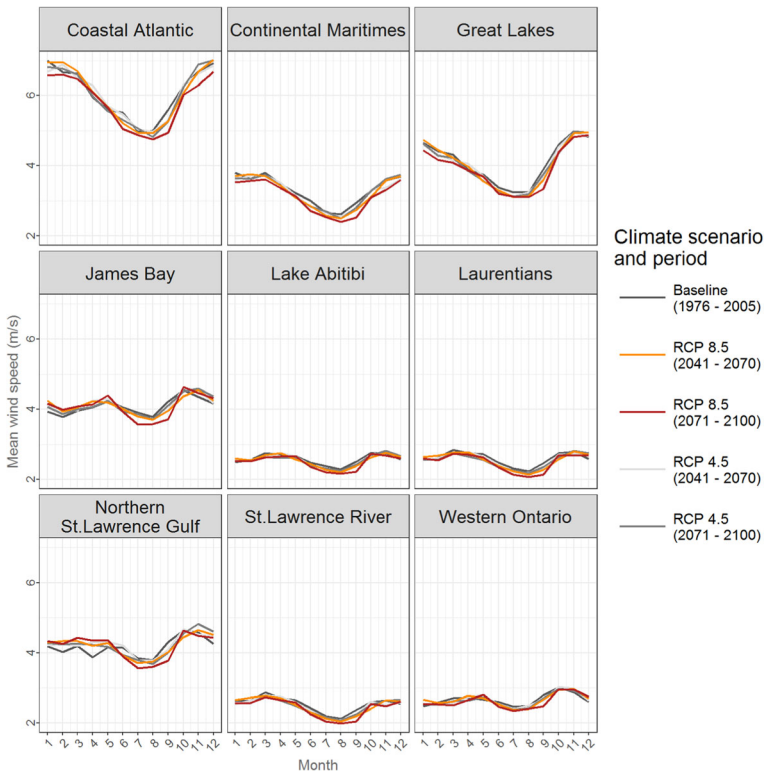 Coastal Atlantic
Continental Maritimes
Great Lakes
6
4
2
James Bay
Lake Abitibi
Laurentians
6
4
2
Northern
St.Lawrence Gulf
St.Lawrence River
Western Ontario
6
4
2
1 2 3 4 5 6 7 8 9 10 11 12
1 2 3 4 5 6 7 8 9 10 11 12
1 2 3 4 5 6 7 8 9 10 11 12
Mean wind speed (m/s)
Month
Climate scenario
and period
Baseline
(1976 - 2005)
RCP 8.5
(2041 - 2070)
RCP 8.5
(2071 - 2100)
RCP 4.5
(2041 - 2070)
RCP 4.5
(2071 - 2100)